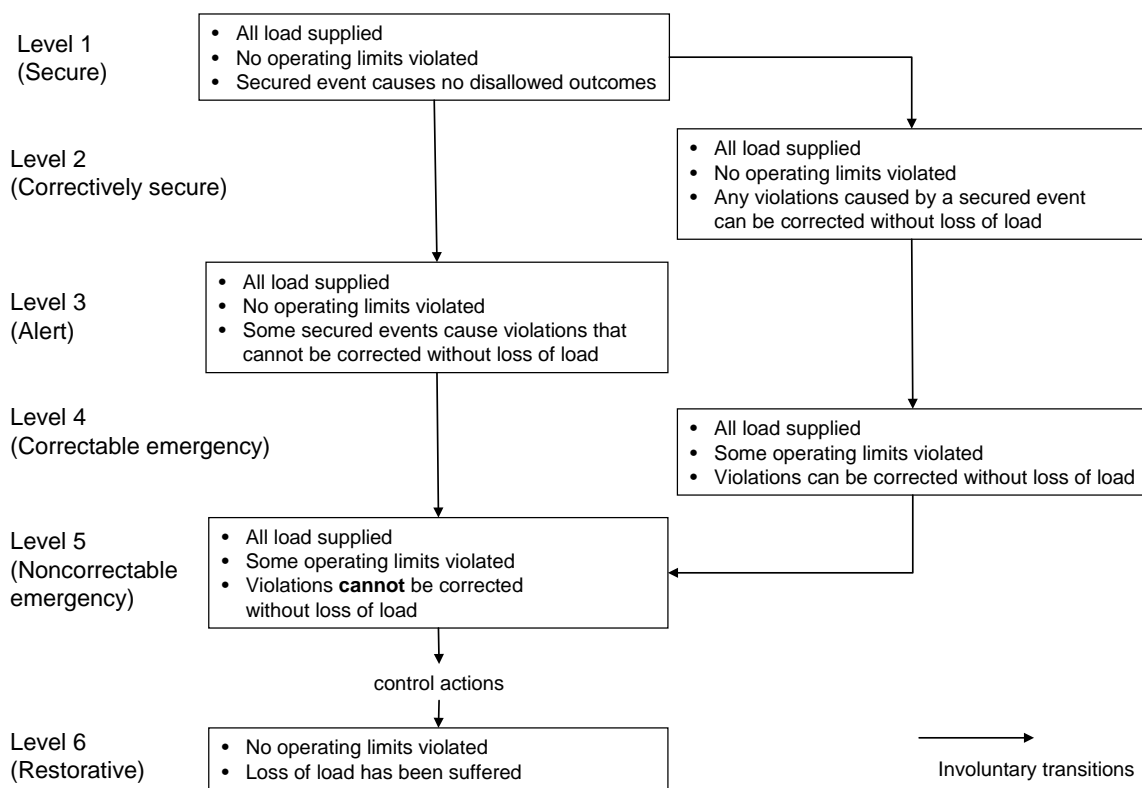 Level 1
(Secure)
• All load supplied
• No operating limits violated
• Secured event causes no disallowed outcomes
Level 2
(Correctively secure)
• All load supplied
• No operating limits violated
• Any violations caused by a secured event
can be corrected without loss of load
Level 3
(Alert)
• All load supplied
• No operating limits violated
• Some secured events cause violations that
cannot be corrected without loss of load
Level 4
(Correctable emergency)
• All load supplied
• Some operating limits violated
• Violations can be corrected without loss of load
Level 5
(Noncorrectable
emergency)
• All load supplied
• Some operating limits violated
• Violations cannot be corrected
without loss of load
control actions
Level 6
(Restorative)
• No operating limits violated
• Loss of load has been suffered
Involuntary transitions